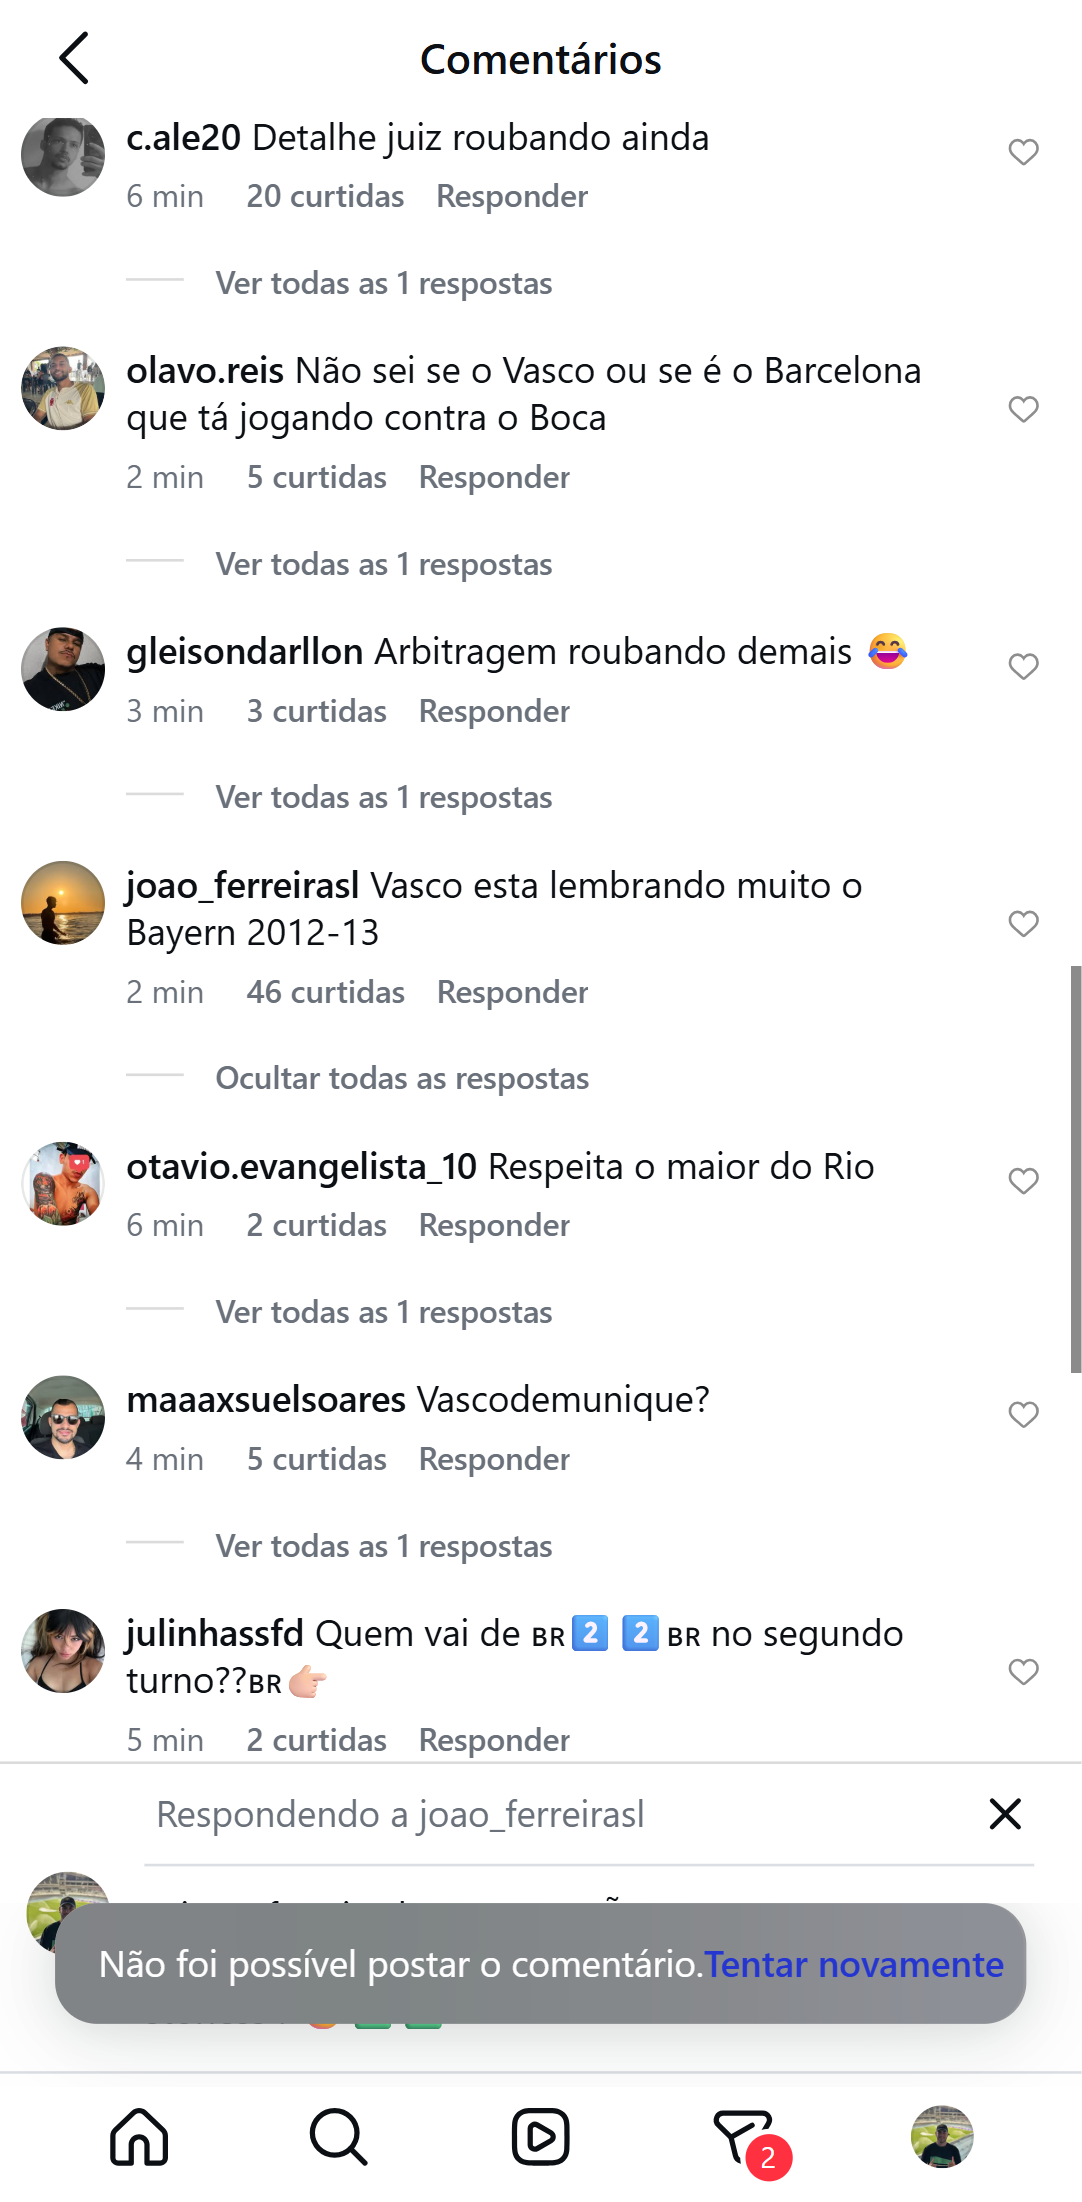 Comentários
c.ale20 Detalhe juiz roubando ainda
6 min 20 curtidas Responder
Ver todas as 1 respostas
olavo.reis Não sei se o Vasco ou se é o Barcelona
que tá jogando contra o Boca
2 min 5 curtidas Responder
Ver todas as 1 respostas
gleisondarllon Arbitragem roubando demais 😂
3 min 3 curtidas Responder
Ver todas as 1 respostas
joao_ferreirasl Vasco esta lembrando muito o
Bayern 2012-13
2 min 46 curtidas Responder
Ocultar todas as respostas
otavio.evangelista_10 Respeita o maior do Rio
6 min 2 curtidas Responder
Ver todas as 1 respostas
maaaxsuelsoares Vascodemunique?
4 min 5 curtidas Responder
Ver todas as 1 respostas
julinhassfd Quem vai de 🇧🇷2️⃣ 2️⃣🇧🇷 no segundo
turno??🇧🇷👉🏻
5 min 2 curtidas Responder
Respondendo a joao_ferreirasl
Não foi possível postar o comentário.Tentar novamente
2